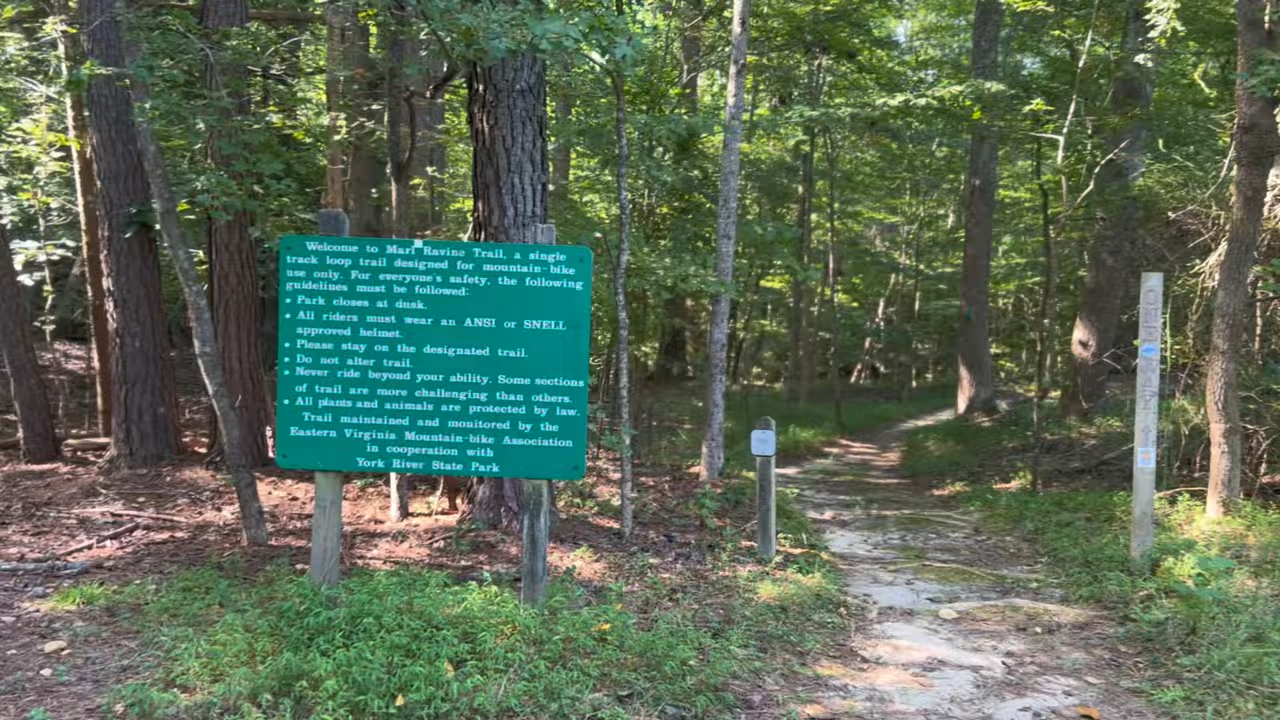 Welcome to Marl Ravine Trail, a single
track loop trail designed for mountain-bike
use only. For everyone's safety, the following
guidelines must be followed:
• Park closes at dusk.
• All riders must wear an ANSI or SNELL
approved helmet.
• Please stay on the designated trail.
• Do not alter trail.
• Never ride beyond your ability. Some sections
of trail are more challenging than others.
• All plants and animals are protected by law.
Trail maintained and monitored by the
Eastern Virginia Mountain-bike Association
in cooperation with
York River State Park